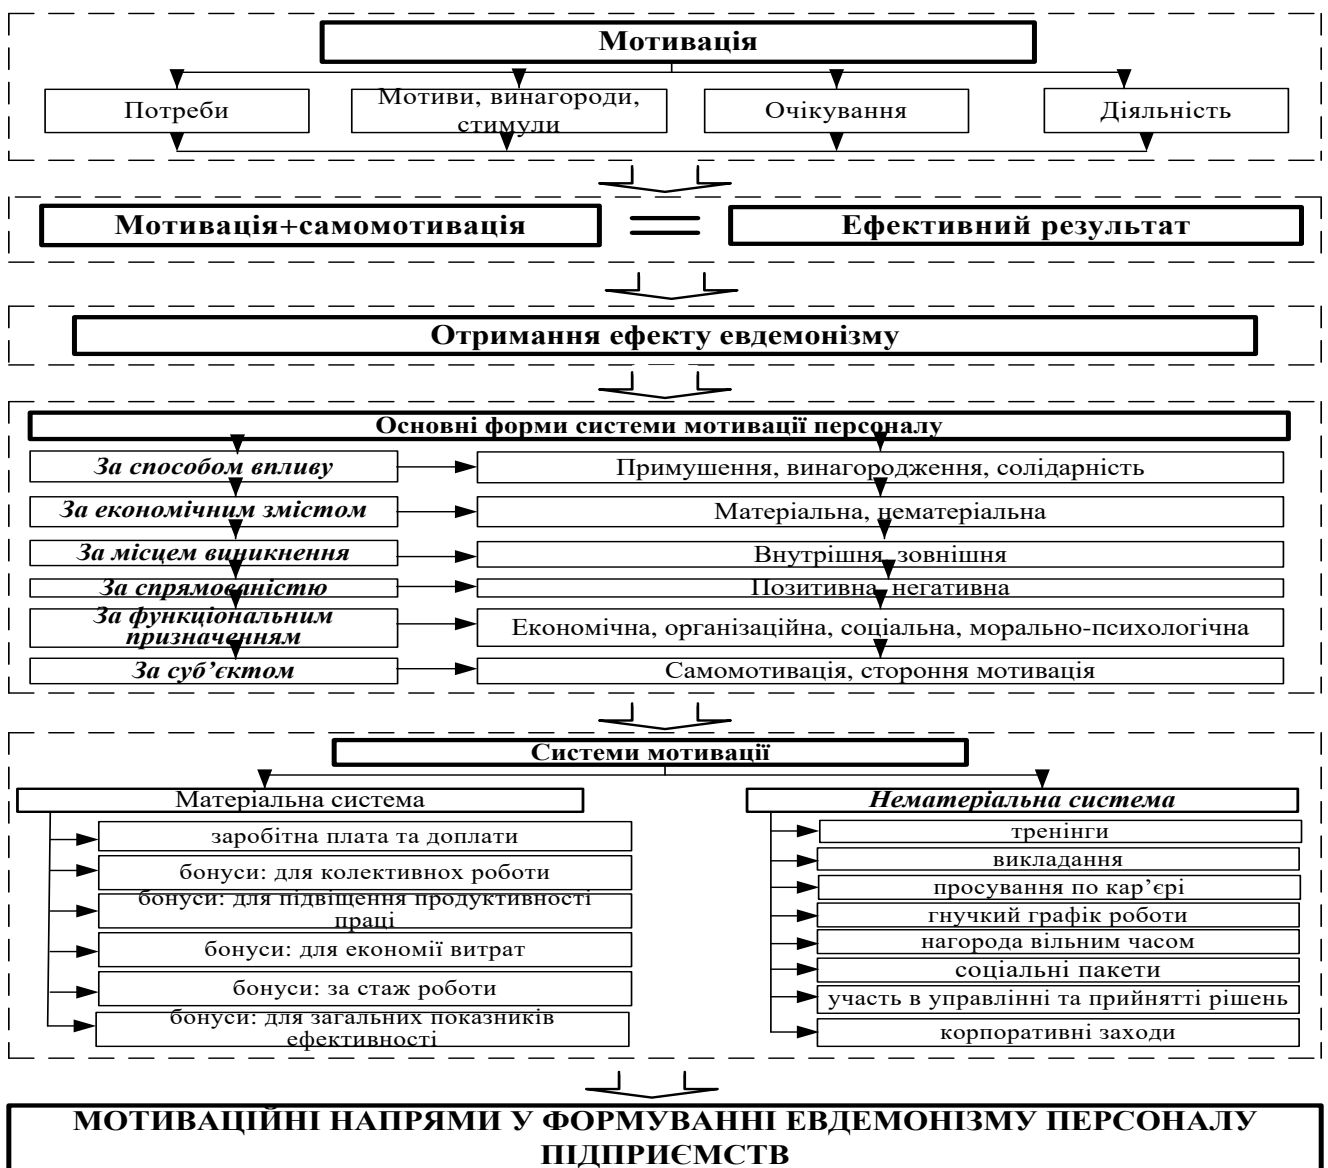 Мотивація
Потреби
Мотиви, винагороди,
стимули
Очікування
Діяльність
Мотивація+самомотивація
Ефективний результат
Отримання ефекту евдемонізму
Основні форми системи мотивації персоналу
За способом впливу
Примушення, винагородження, солідарність
За економічним змістом
Матеріальна, нематеріальна
За місцем виникнення
Внутрішня, зовнішня
За спрямованістю
Позитивна, негативна
За функціональним
призначенням
Економічна, організаційна, соціальна, морально-психологічна
За суб’єктом
Самомотивація, стороння мотивація
Системи мотивації
Матеріальна система
заробітна плата та доплати
бонуси: для колективнох роботи
бонуси: для підвіщення продуктивності
праці
бонуси: для економії витрат
бонуси: за стаж роботи
бонуси: для загальних показників
ефективності
Нематеріальна система
тренінги
викладання
просування по кар’єрі
гнучкий графік роботи
нагорода вільним часом
соціальні пакети
участь в управлінні та прийнятті рішень
корпоративні заходи
МОТИВАЦІЙНІ НАПРЯМИ У ФОРМУВАННІ ЕВДЕМОНІЗМУ ПЕРСОНАЛУ
ПІДПРИЄМСТВ